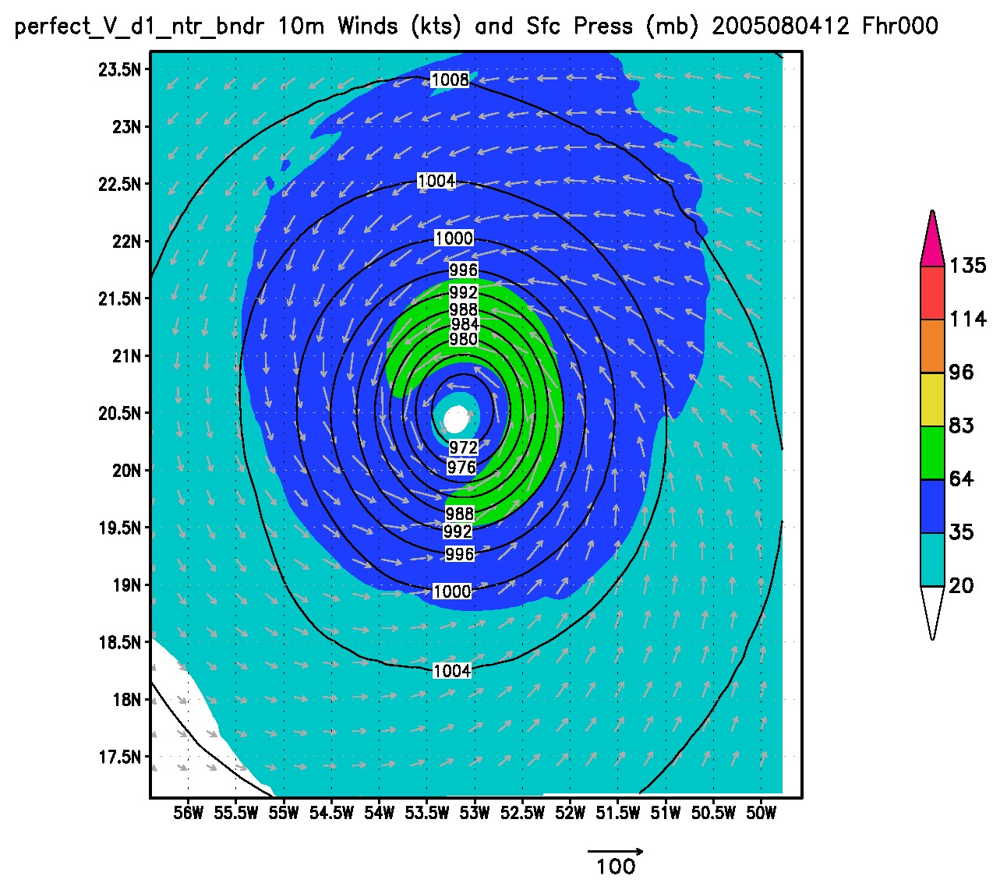 perfect_V_d1_ntr_bndr 10m Winds (kts) and Sfc Press (mb) 2005080412 Fhr000
23.5N
23N
22.5N
22N
21.5N
21N
20.5N
20N
19.5N
19N
18.5N
18N
17.5N
1008
1004
1000
996
992
988
984
980
972
976
988
992
996
1000
1004
56W 55.5W 55W 54.5W 54W 53.5W 53W 52.5W 52W 51.5W 51W 50.5W 50W
135
114
96
83
64
35
20
100